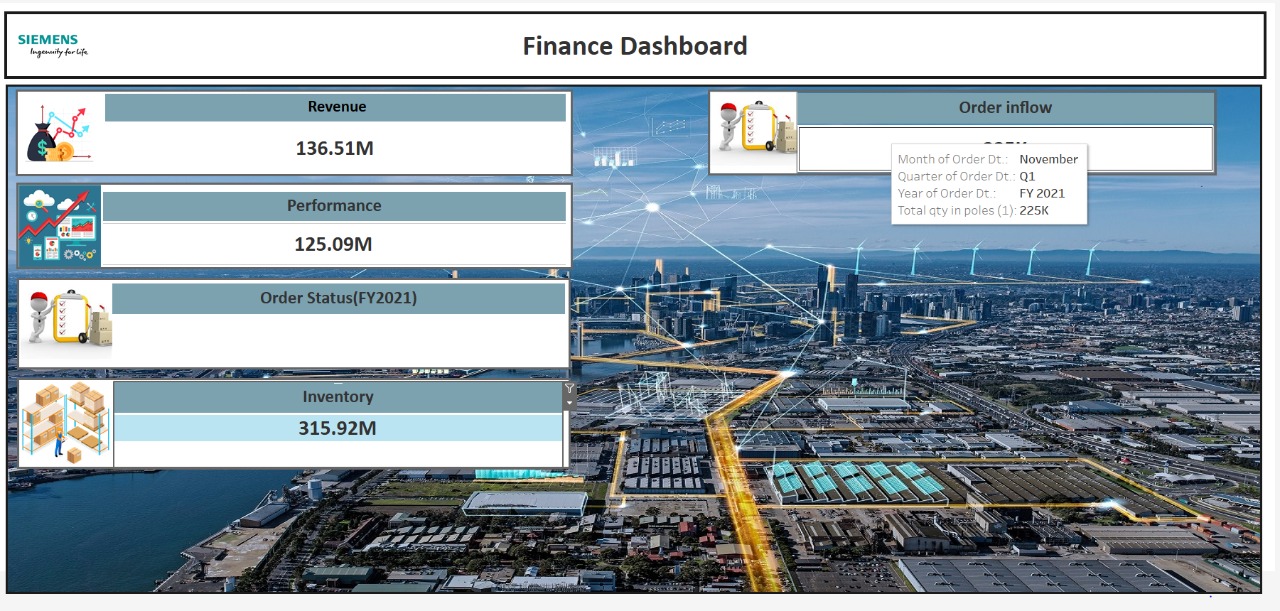 SIEMENS
Ingenuity for life
Finance Dashboard
Revenue
136.51M
Performance
125.09M
Order Status(FY2021)
Inventory
315.92M
Order inflow
Month of Order Dt.: November
Quarter of Order Dt.: Q1
Year of Order Dt.: FY 2021
Total qty in poles (1): 225K